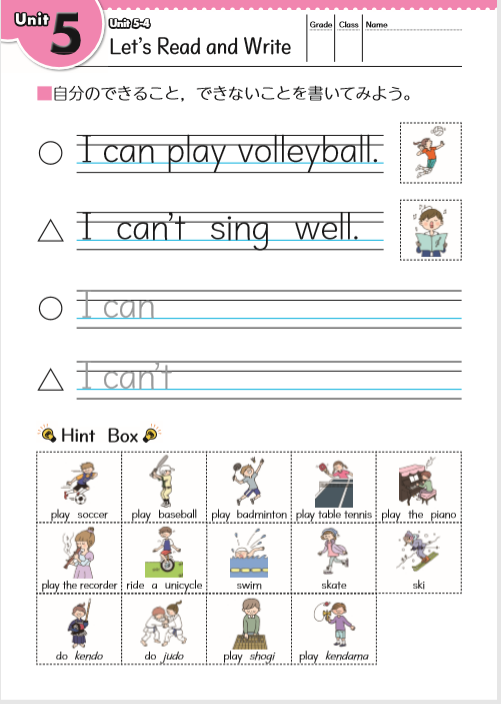 Unit 5
Unit 5-4
Let's Read and Write
Grade Class Name
■自分のできること，できないことを書いてみよう。
○ I can play volleyball.
△ I can't sing well.
○ I can
△ I can't
Hint Box
play soccer play baseball play badminton play table tennis play the piano
play the recorder ride a unicycle swim skate ski
do kendo do judo play shogi play kendama